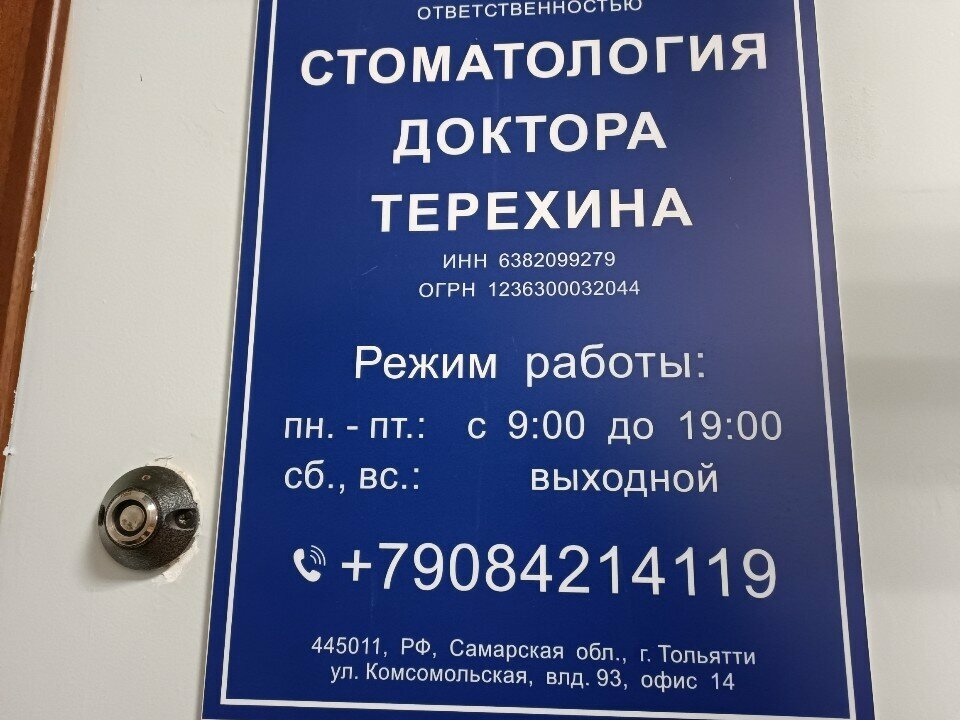 ОТВЕТСТВЕННОСТЬЮ
СТОМАТОЛОГИЯ
ДОКТОРА
ТЕРЕХИНА
ИНН 6382099279
ОГРН 1236300032044
Режим работы:
пн. - пт.: с 9:00 до 19:00
сб., вс.: выходной
+79084214119
445011, РФ, Самарская обл., г. Тольятти
ул. Комсомольская, влд. 93, офис 14